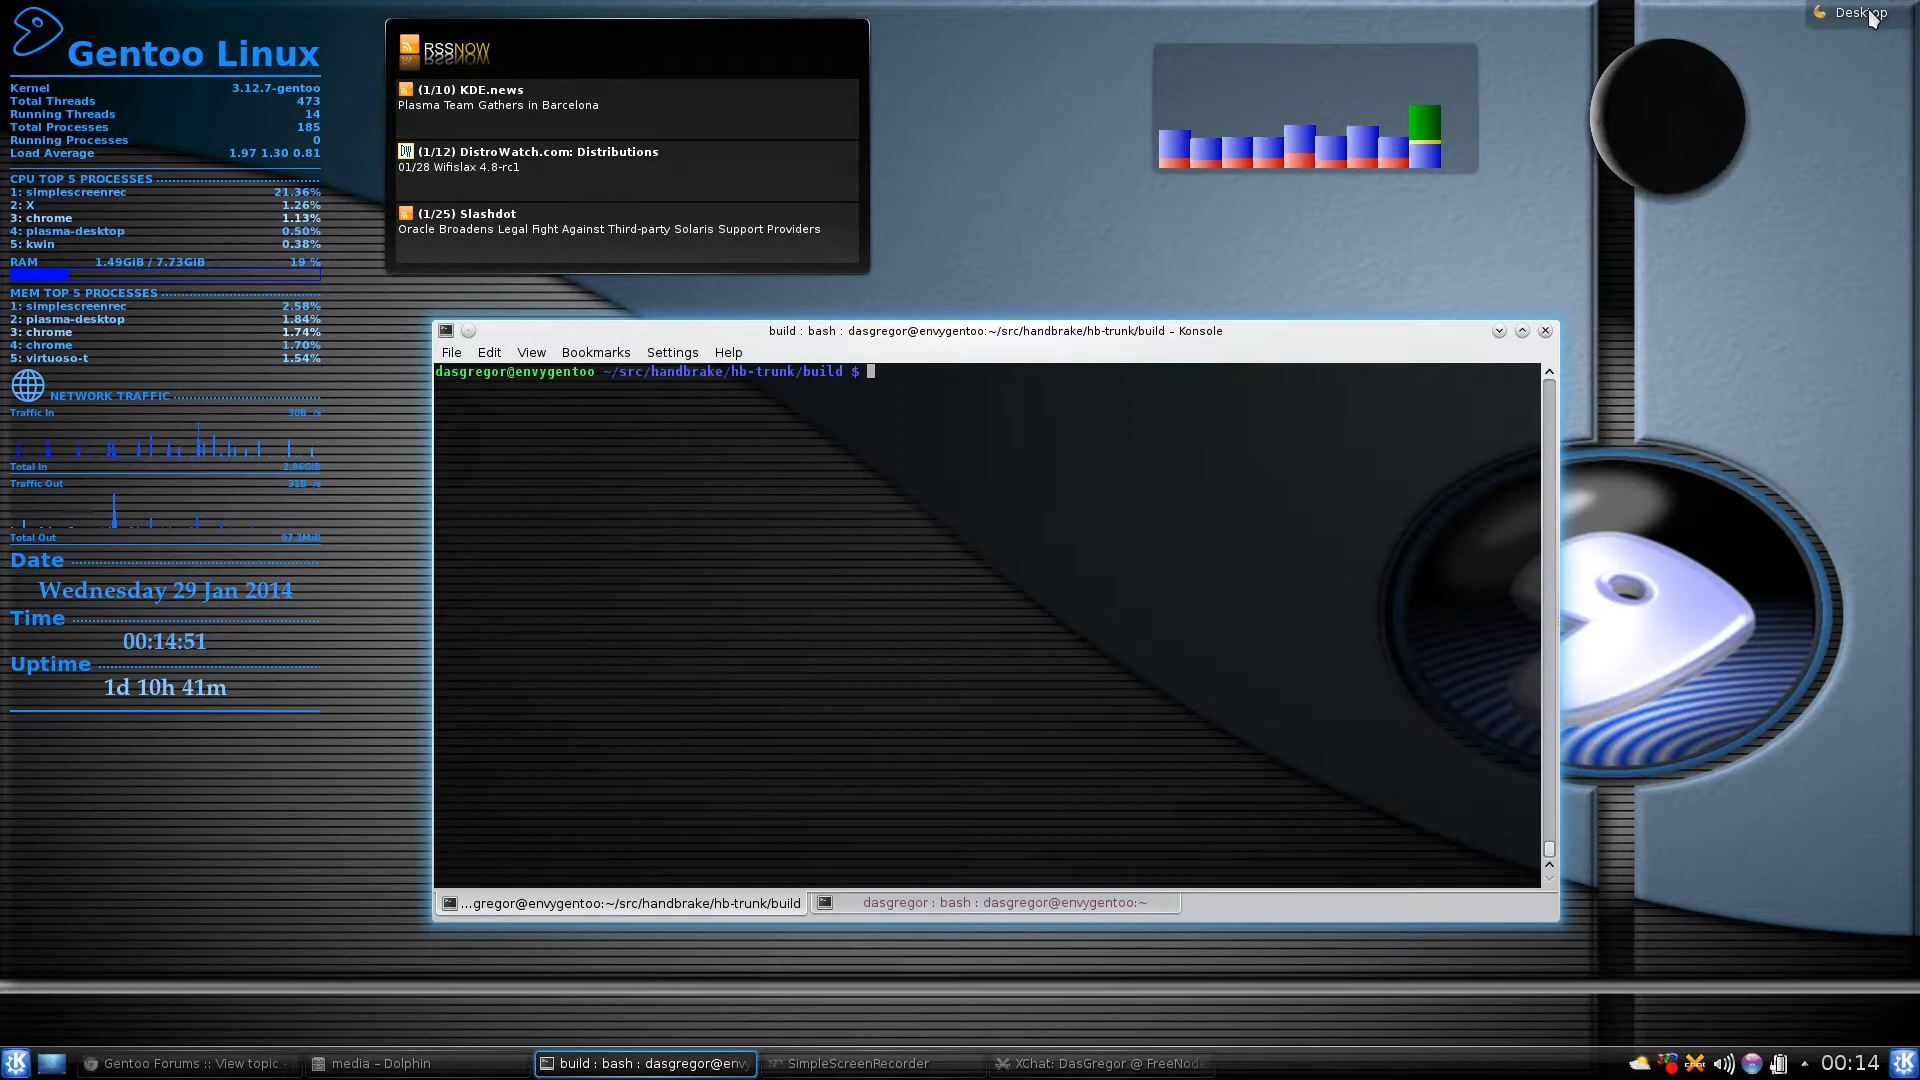 Gentoo Linux
Kernel 3.12.7-gentoo
Total Threads 473
Running Threads 14
Total Processes 185
Running Processes 0
Load Average 1.97 1.30 0.81
CPU TOP 5 PROCESSES
1: simplescreenrec 21.36%
2: X 1.26%
3: chrome 1.13%
4: plasma-desktop 0.50%
5: kwin 0.38%
RAM 1.49GiB / 7.73GiB 19 %
MEM TOP 5 PROCESSES
1: simplescreenrec 2.58%
2: plasma-desktop 1.84%
3: chrome 1.74%
4: chrome 1.70%
5: virtuoso-t 1.54%
NETWORK TRAFFIC
Traffic In 30B /s
Total In 2.86GiB
Traffic Out 31B /s
Total Out 97.3MiB
Date
Wednesday 29 Jan 2014
Time
00:14:51
Uptime
1d 10h 41m
RSSNOW
(1/10) KDE.news
Plasma Team Gathers in Barcelona
DW (1/12) DistroWatch.com: Distributions
01/28 Wifislax 4.8-rc1
(1/25) Slashdot
Oracle Broadens Legal Fight Against Third-party Solaris Support Providers
Desktop
build : bash : dasgregor@envygentoo:~/src/handbrake/hb-trunk/build – Konsole
File Edit View Bookmarks Settings Help
dasgregor@envygentoo ~/src/handbrake/hb-trunk/build $
...gregor@envygentoo:~/src/handbrake/hb-trunk/build
dasgregor : bash : dasgregor@envygentoo:~
Gentoo Forums :: View topic -
media – Dolphin
build : bash : dasgregor@env
SimpleScreenRecorder
XChat: DasGregor @ FreeNode
00:14